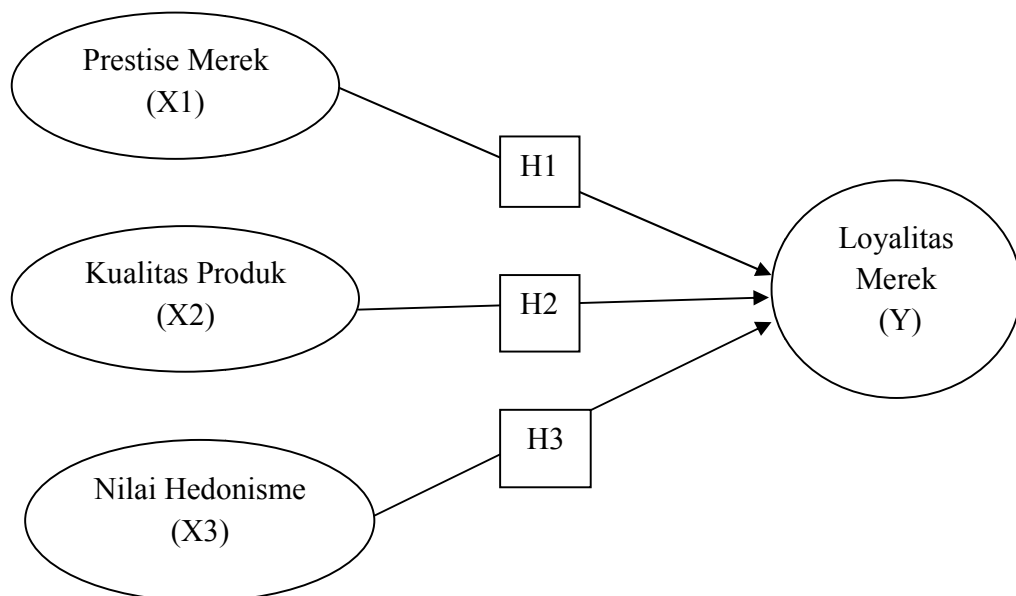 Prestise Merek
(X1)
H1
Kualitas Produk
(X2)
H2
Loyalitas
Merek
(Y)
Nilai Hedonisme
(X3)
H3